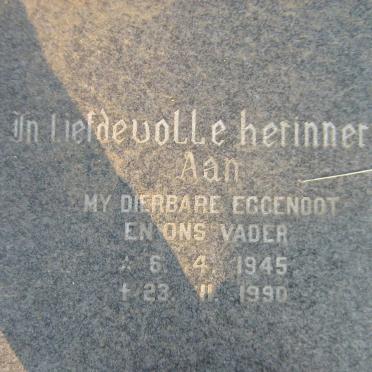 In Liefdevolle herinner
Aan
MY DIERBARE EGGENOOT
EN ONS VADER
☆ 6. 4. 1945
† 23. 11. 1990